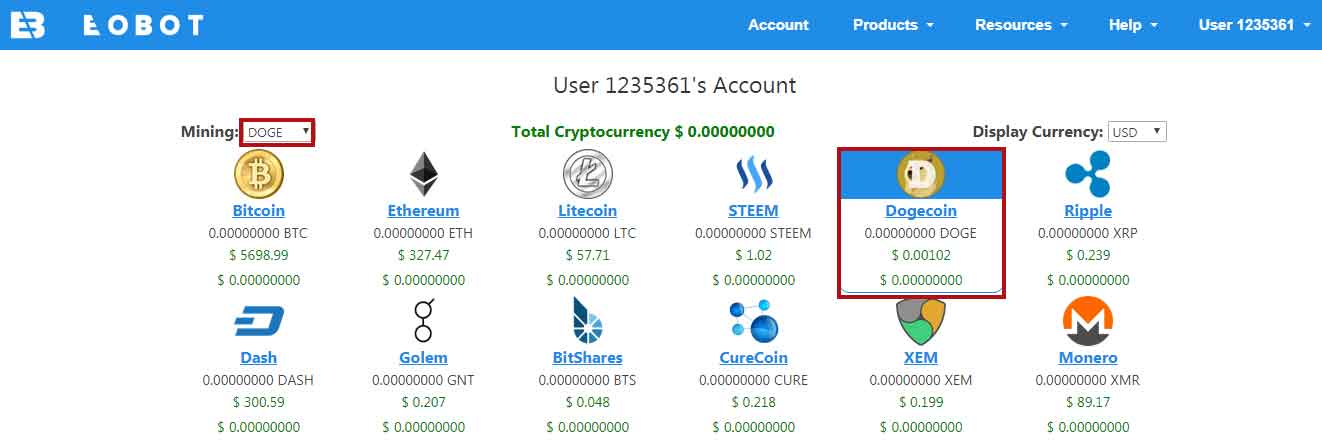 EB EOBOT Account Products Resources Help User 1235361
User 1235361's Account
Mining: DOGE Total Cryptocurrency $ 0.00000000 Display Currency: USD
Bitcoin Ethereum Litecoin STEEM Dogecoin Ripple
0.00000000 BTC 0.00000000 ETH 0.00000000 LTC 0.00000000 STEEM 0.00000000 DOGE 0.00000000 XRP
$ 5698.99 $ 327.47 $ 57.71 $ 1.02 $ 0.00102 $ 0.239
$ 0.00000000 $ 0.00000000 $ 0.00000000 $ 0.00000000 $ 0.00000000 $ 0.00000000
Dash Golem BitShares CureCoin XEM Monero
0.00000000 DASH 0.00000000 GNT 0.00000000 BTS 0.00000000 CURE 0.00000000 XEM 0.00000000 XMR
$ 300.59 $ 0.207 $ 0.048 $ 0.218 $ 0.199 $ 89.17
$ 0.00000000 $ 0.00000000 $ 0.00000000 $ 0.00000000 $ 0.00000000 $ 0.00000000